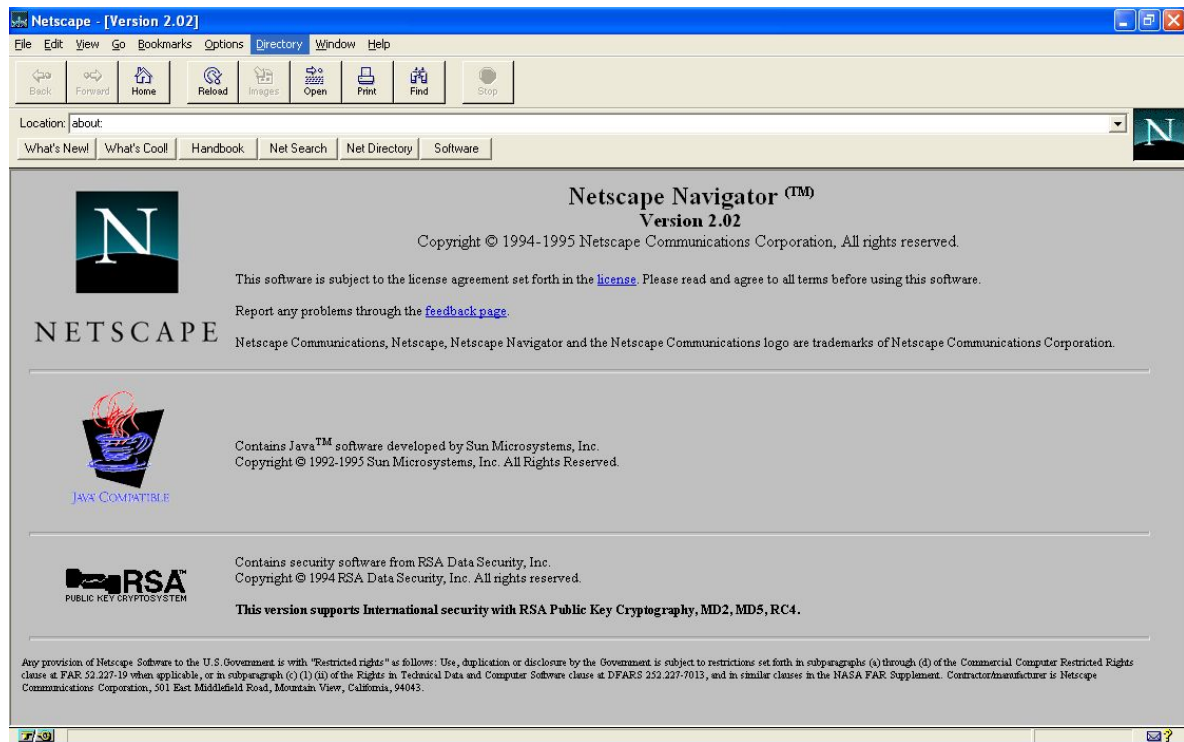 Netscape - [Version 2.02]
File Edit View Go Bookmarks Options Directory Window Help
Back Forward Home Reload Images Open Print Find Stop
Location: about:
N
What's New! What's Cool! Handbook Net Search Net Directory Software
N
NETSCAPE
Netscape Navigator (TM)
Version 2.02
Copyright © 1994-1995 Netscape Communications Corporation, All rights reserved.
This software is subject to the license agreement set forth in the license. Please read and agree to all terms before using this software.
Report any problems through the feedback page.
Netscape Communications, Netscape, Netscape Navigator and the Netscape Communications logo are trademarks of Netscape Communications Corporation.
JAVA COMPATIBLE
Contains Java™ software developed by Sun Microsystems, Inc.
Copyright © 1992-1995 Sun Microsystems, Inc. All Rights Reserved.
RSA™
PUBLIC KEY CRYPTOSYSTEM
Contains security software from RSA Data Security, Inc.
Copyright © 1994 RSA Data Security, Inc. All rights reserved.
This version supports International security with RSA Public Key Cryptography, MD2, MD5, RC4.
Any provision of Netscape Software to the U.S.Government is with "Restricted rights" as follows: Use, duplication or disclosure by the Government is subject to restrictions set forth in subparagraphs (a) through (d) of the Commercial Computer Restricted Rights
clause at FAR 52.227-19 when applicable, or in subparagraph (c) (1) (ii) of the Rights in Technical Data and Computer Software clause at DFARS 252.227-7013, and in similar clauses in the NASA FAR Supplement. Contractor/manufacturer is Netscape
Communications Corporation, 501 East Middlefield Road, Mountain View, California, 94043.